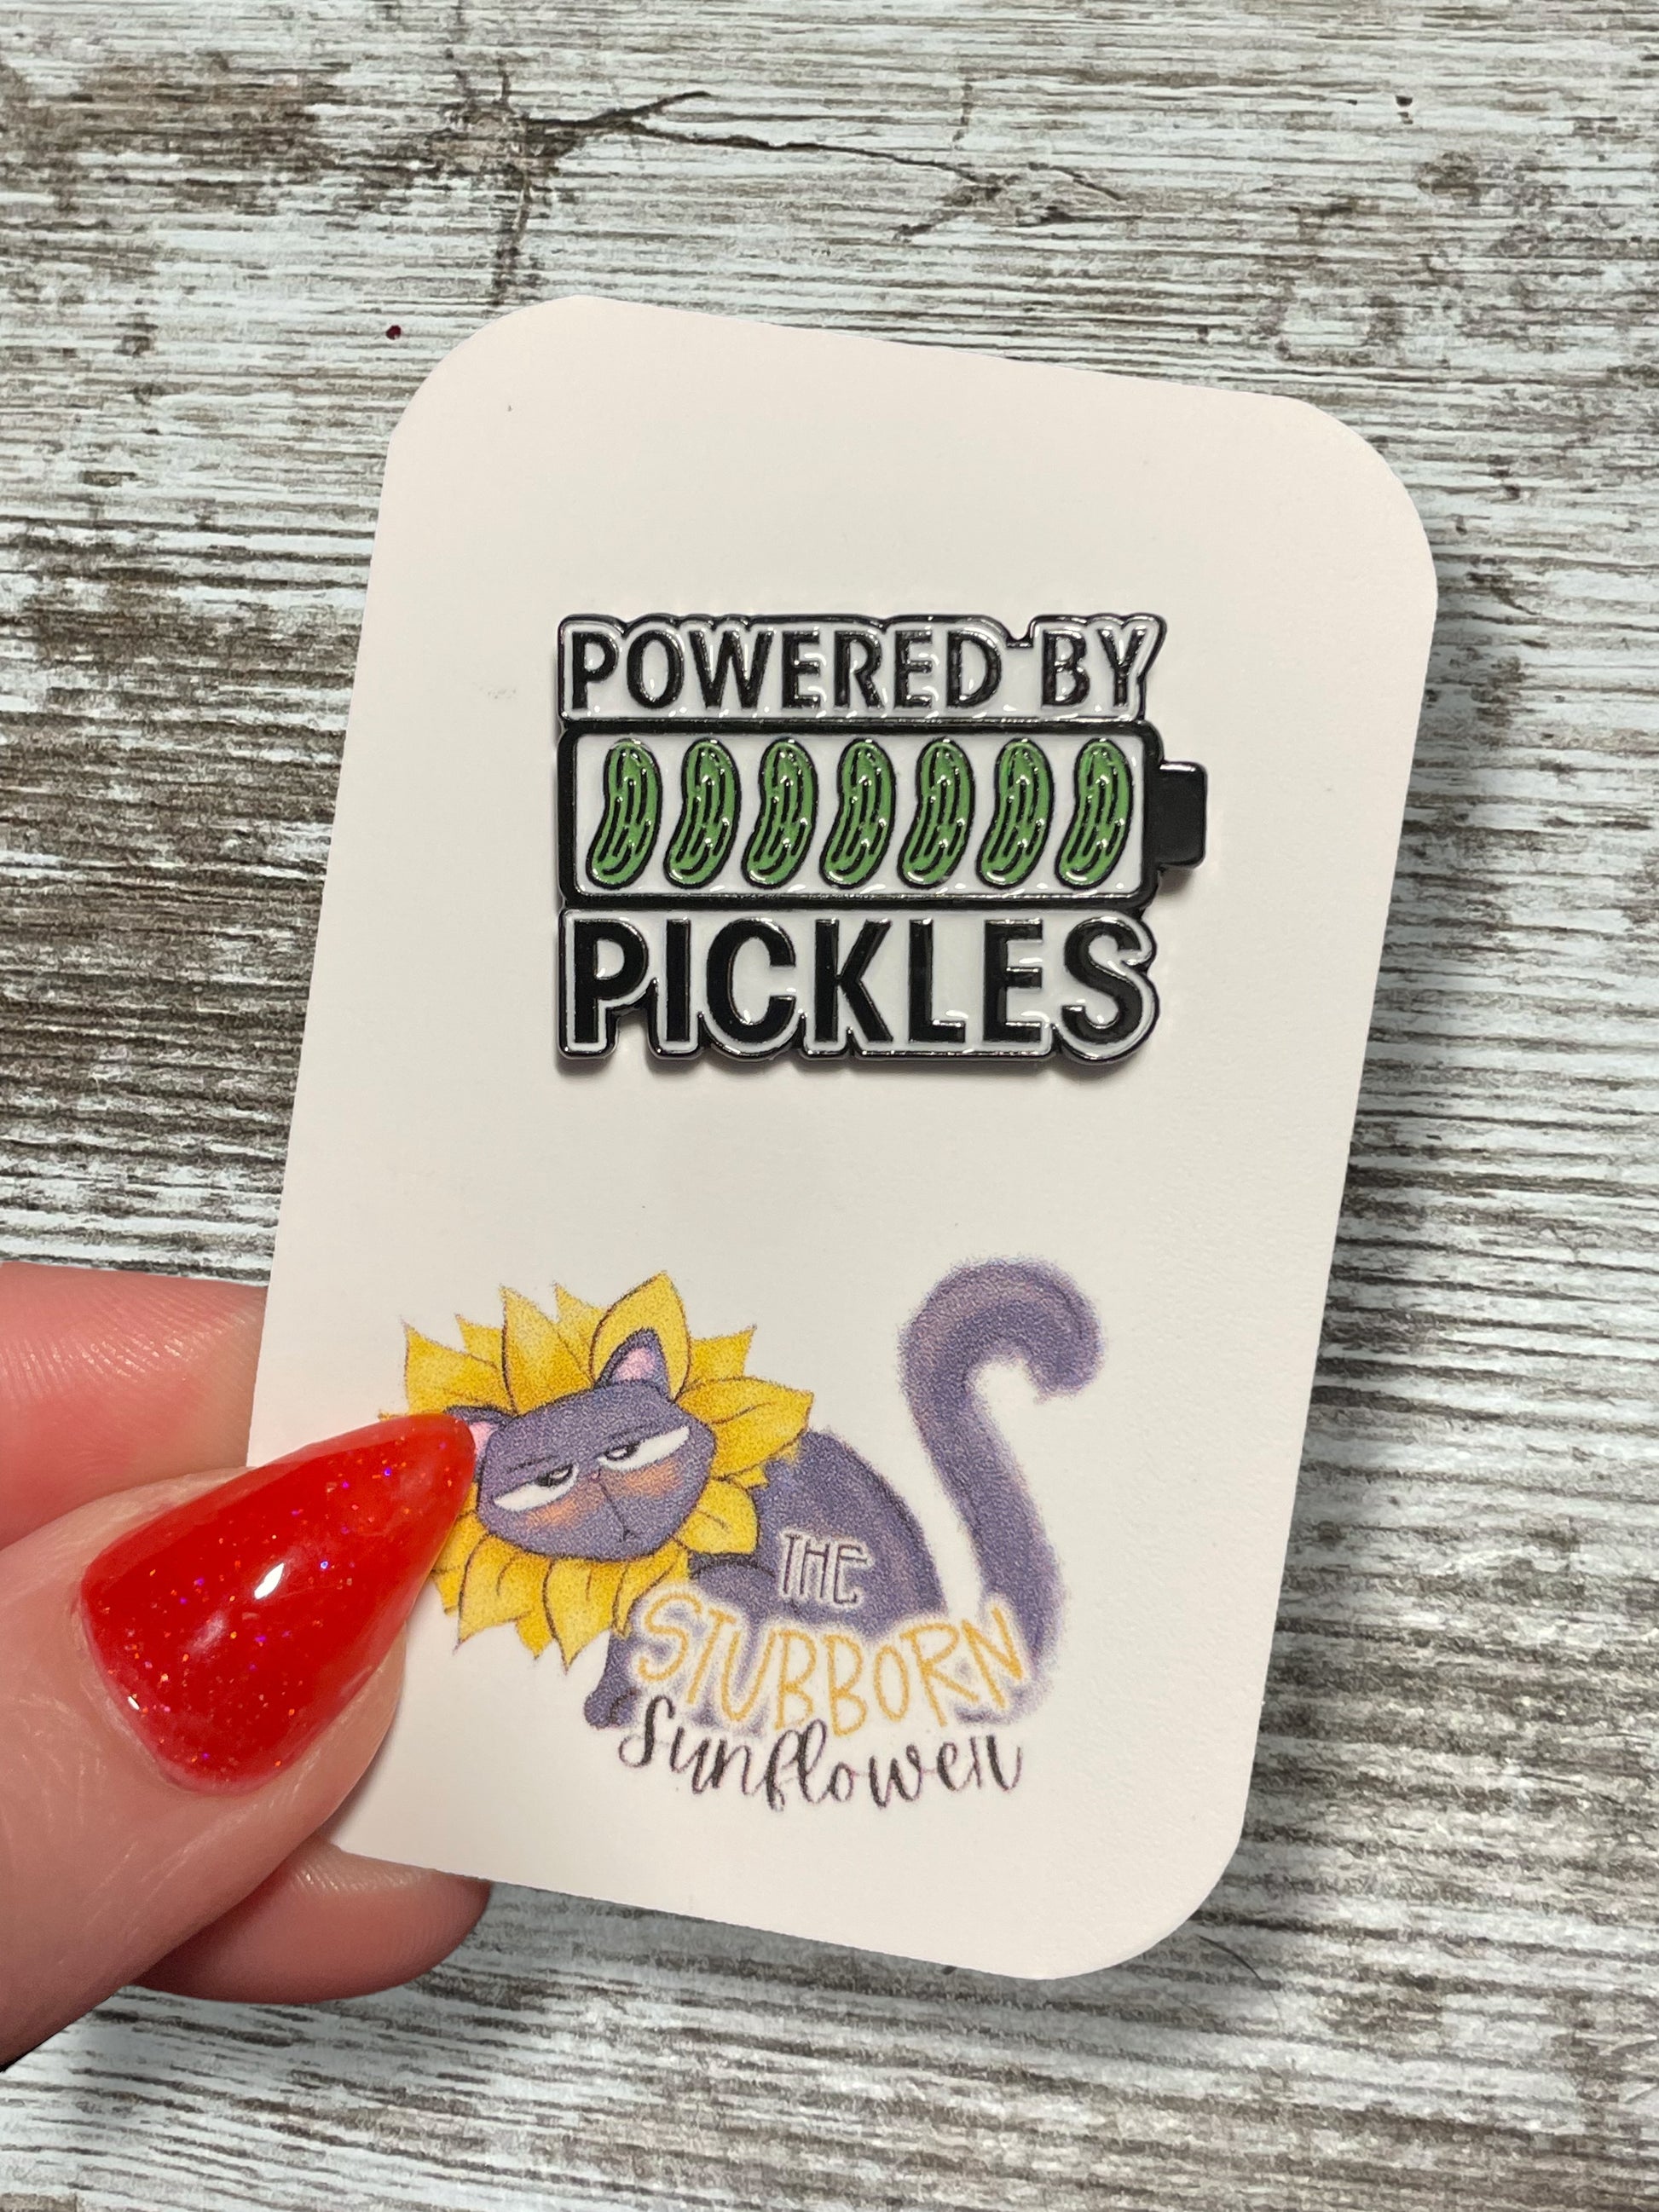 POWERED BY
PICKLES
THE
STUBBORN
Sunflower